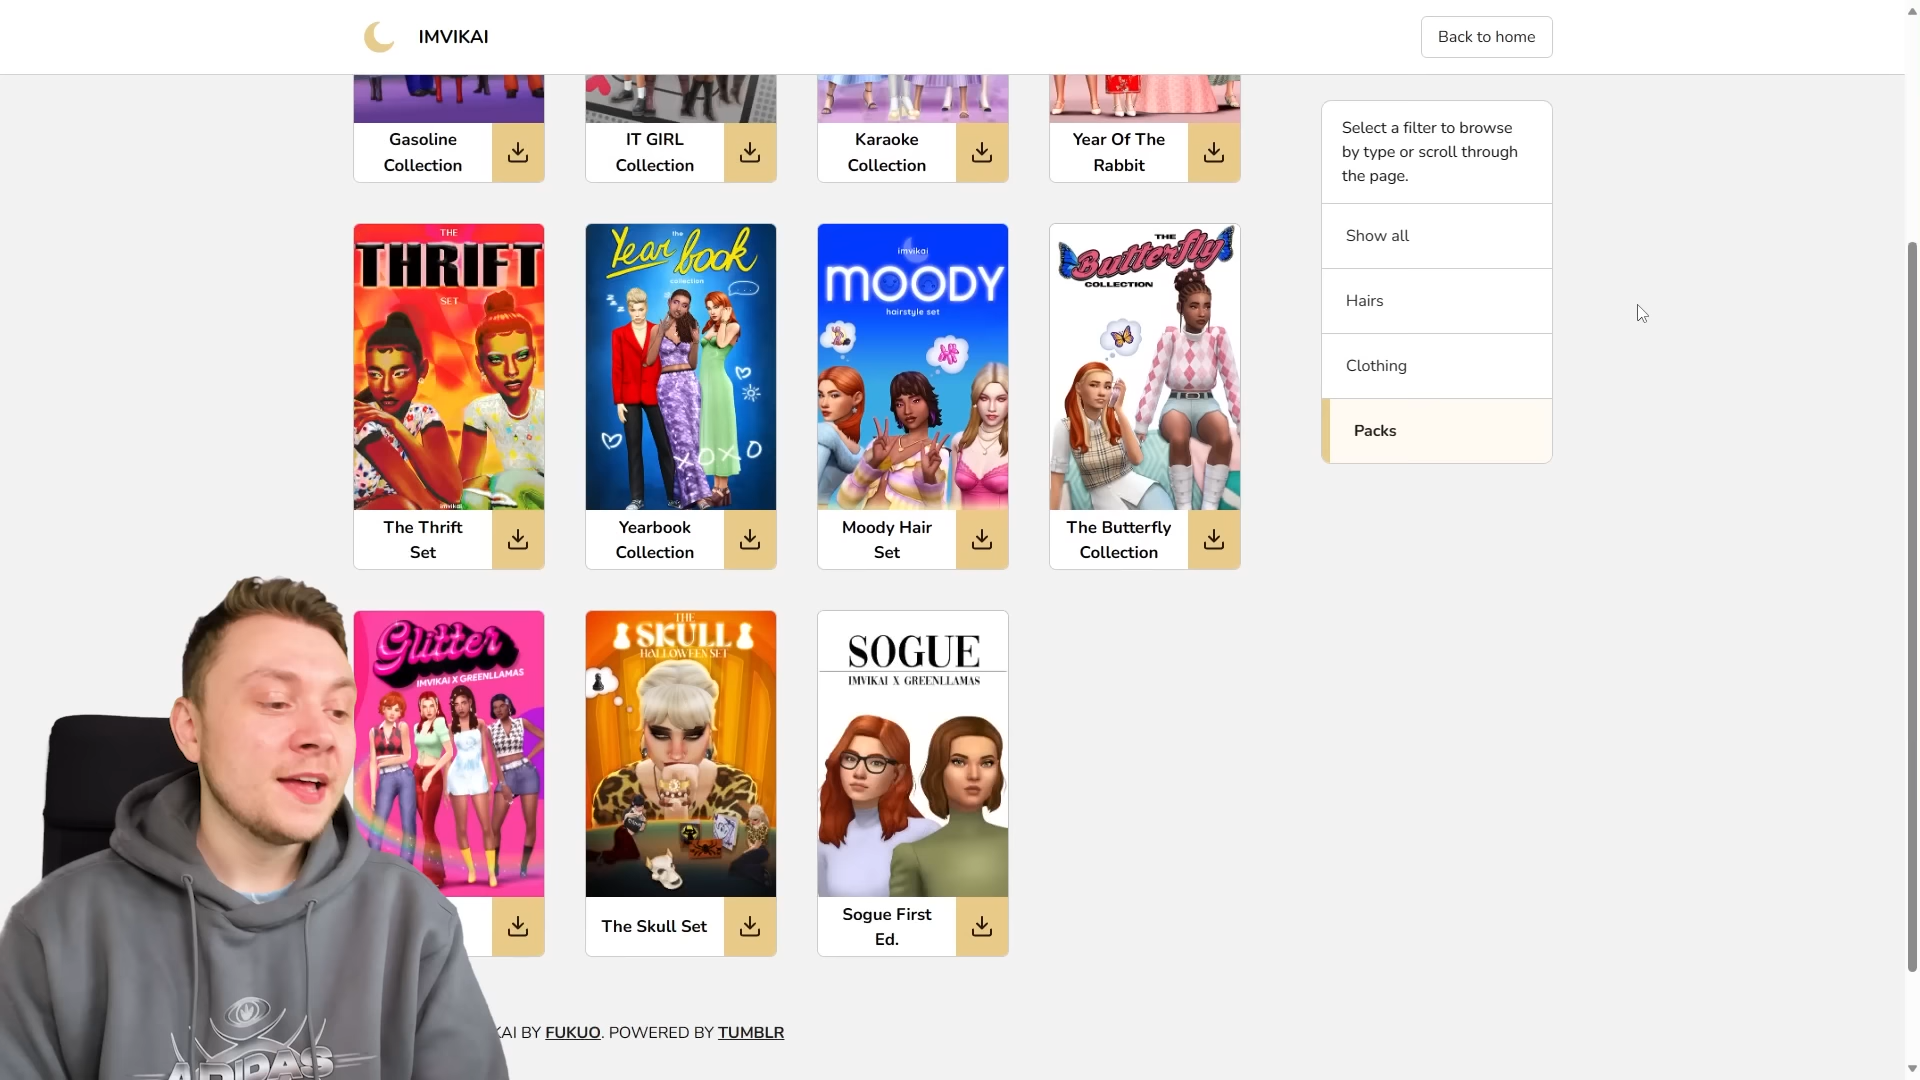 IMVIKAI
Back to home
Gasoline
Collection
IT GIRL
Collection
Karaoke
Collection
Year Of The
Rabbit
Select a filter to browse
by type or scroll through
the page.
Show all
Hairs
Clothing
Packs
THE
THRIFT
SET
imvikai
the
Year book
collection
XOXO
imvikai
MOODY
hairstyle set
THE
Butterfly
COLLECTION
The Thrift
Set
Yearbook
Collection
Moody Hair
Set
The Butterfly
Collection
Glitter
IMVIKAI X GREENLLAMAS
THE
SKULL
HALLOWEEN SET
SOGUE
IMVIKAI X GREENLLAMAS
The Skull Set
Sogue First
Ed.
KAI BY FUKUO. POWERED BY TUMBLR
ADIDAS